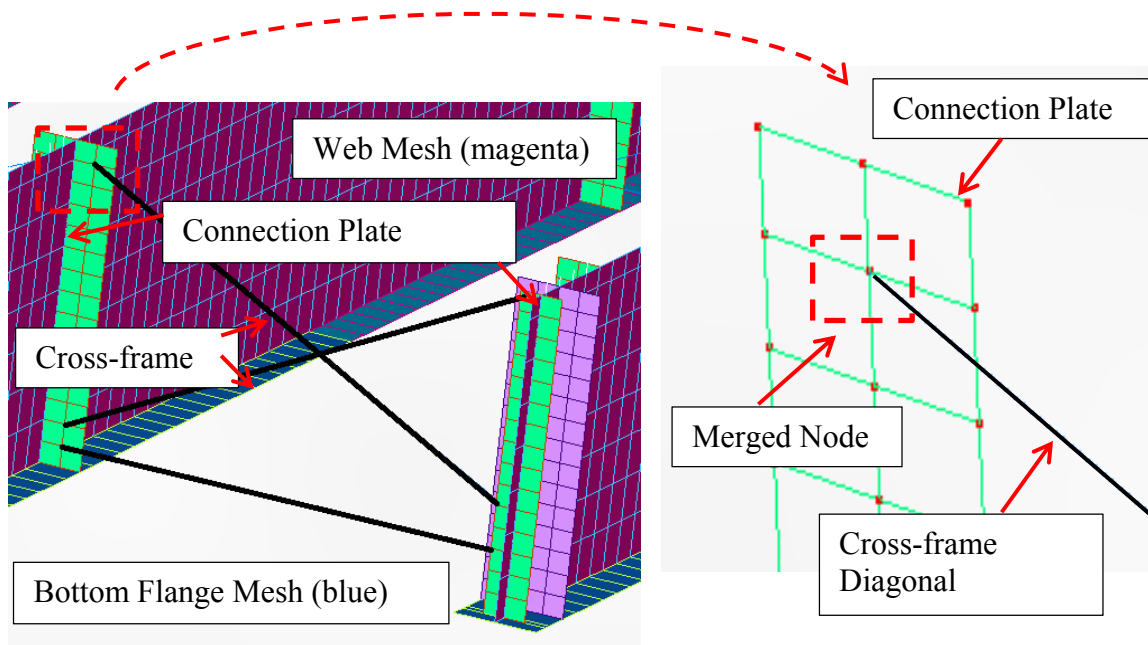 Connection Plate
Web Mesh (magenta)
Connection Plate
Cross-frame
Merged Node
Cross-frame
Diagonal
Bottom Flange Mesh (blue)